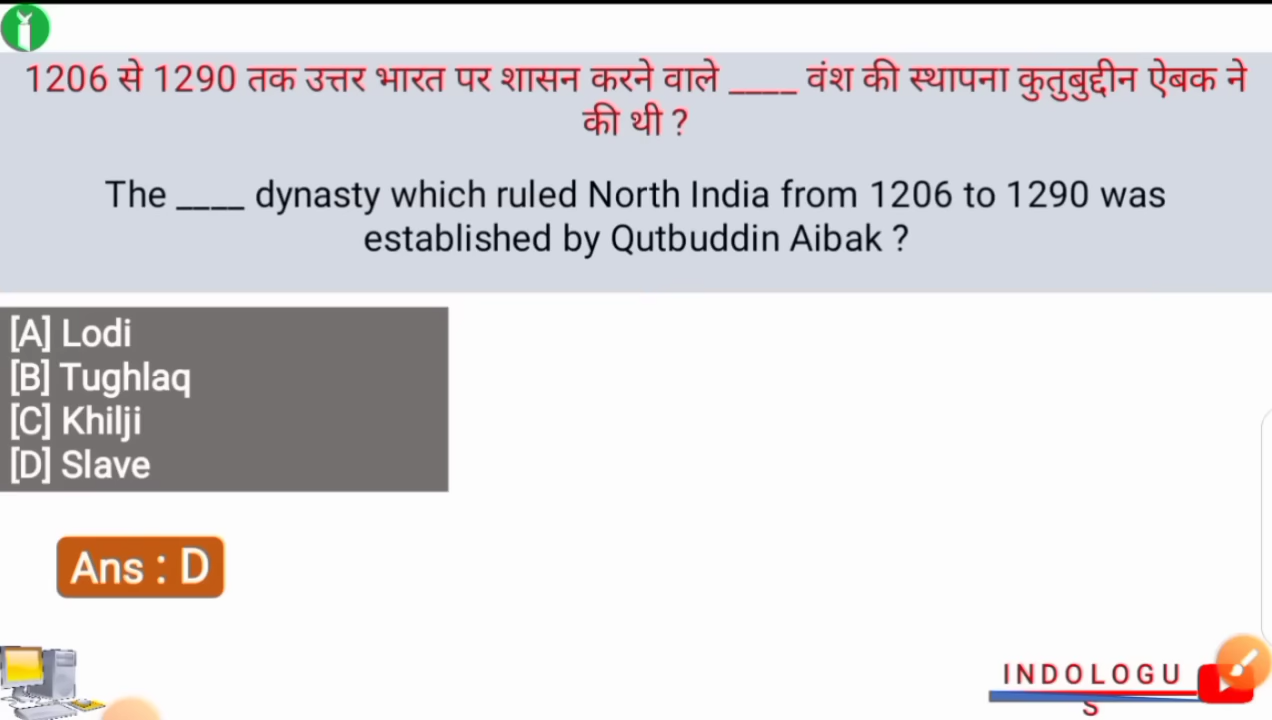 1206 से 1290 तक उत्तर भारत पर शासन करने वाले ____ वंश की स्थापना कुतुबुद्दीन ऐबक ने
की थी ?
The ____ dynasty which ruled North India from 1206 to 1290 was
established by Qutbuddin Aibak ?
[A] Lodi
[B] Tughlaq
[C] Khilji
[D] Slave
Ans : D
INDOLOGU
S